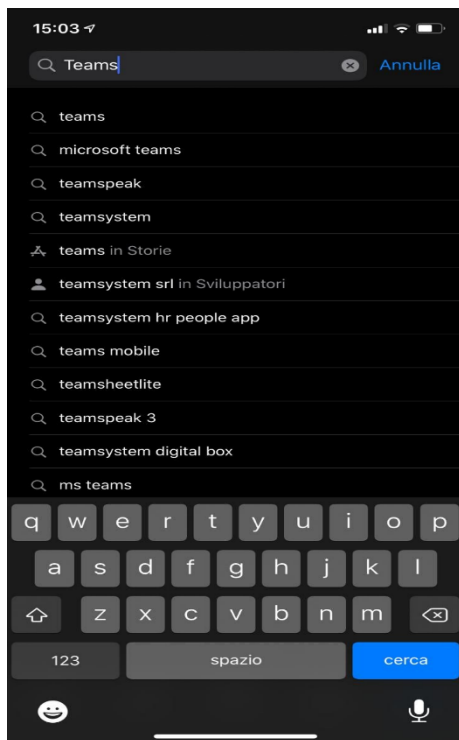 15:03
Teams Annulla
teams
microsoft teams
teamspeak
teamsystem
teams in Storie
teamsystem srl in Sviluppatori
teamsystem hr people app
teams mobile
teamsheetlite
teamspeak 3
teamsystem digital box
ms teams
q w e r t y u i o p
a s d f g h j k l
z x c v b n m
123 spazio cerca